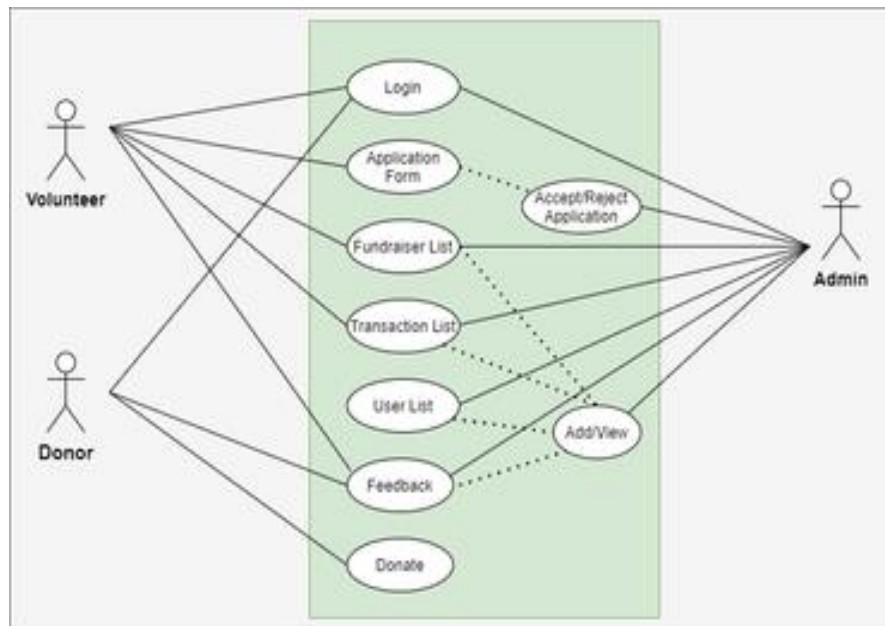 Login
Application
Form
Accept/Reject
Application
Volunteer
Fundraiser List
Admin
Transaction List
User List
Add/View
Donor
Feedback
Donate